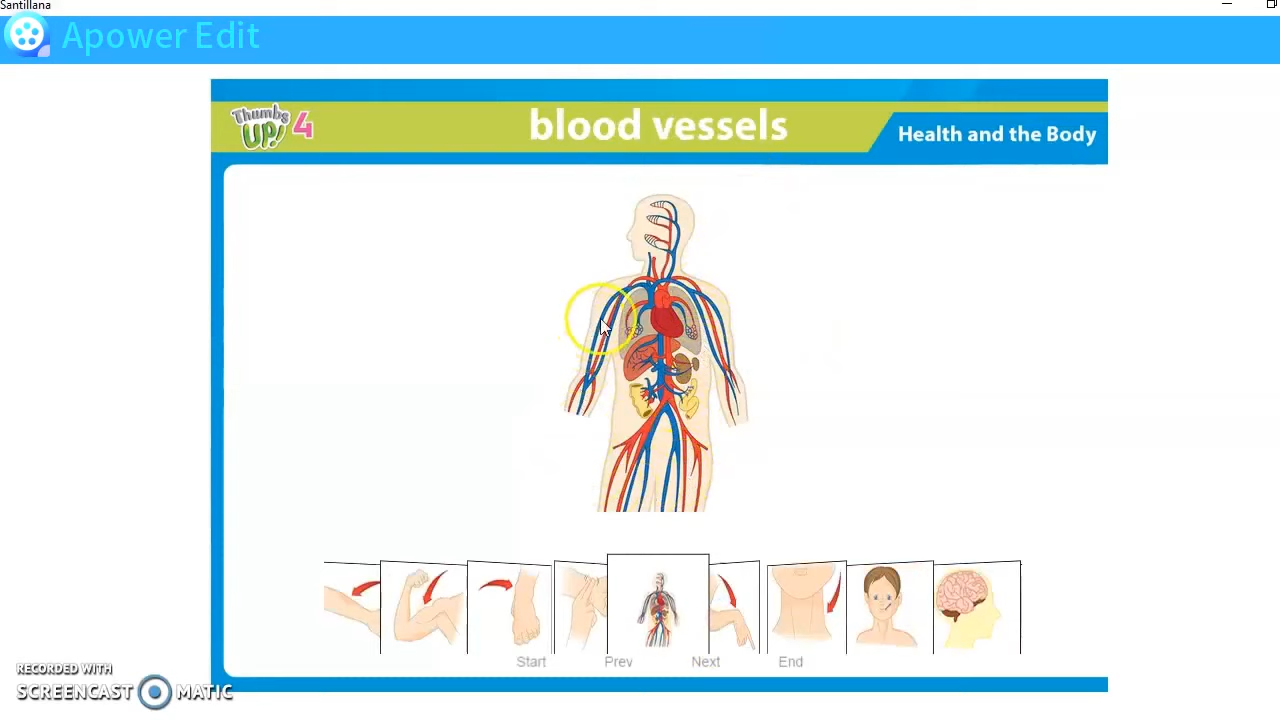 Santillana
Apower Edit
Thumbs
UP! 4
blood vessels
Health and the Body
Start Prev Next End
RECORDED WITH
SCREENCAST MATIC